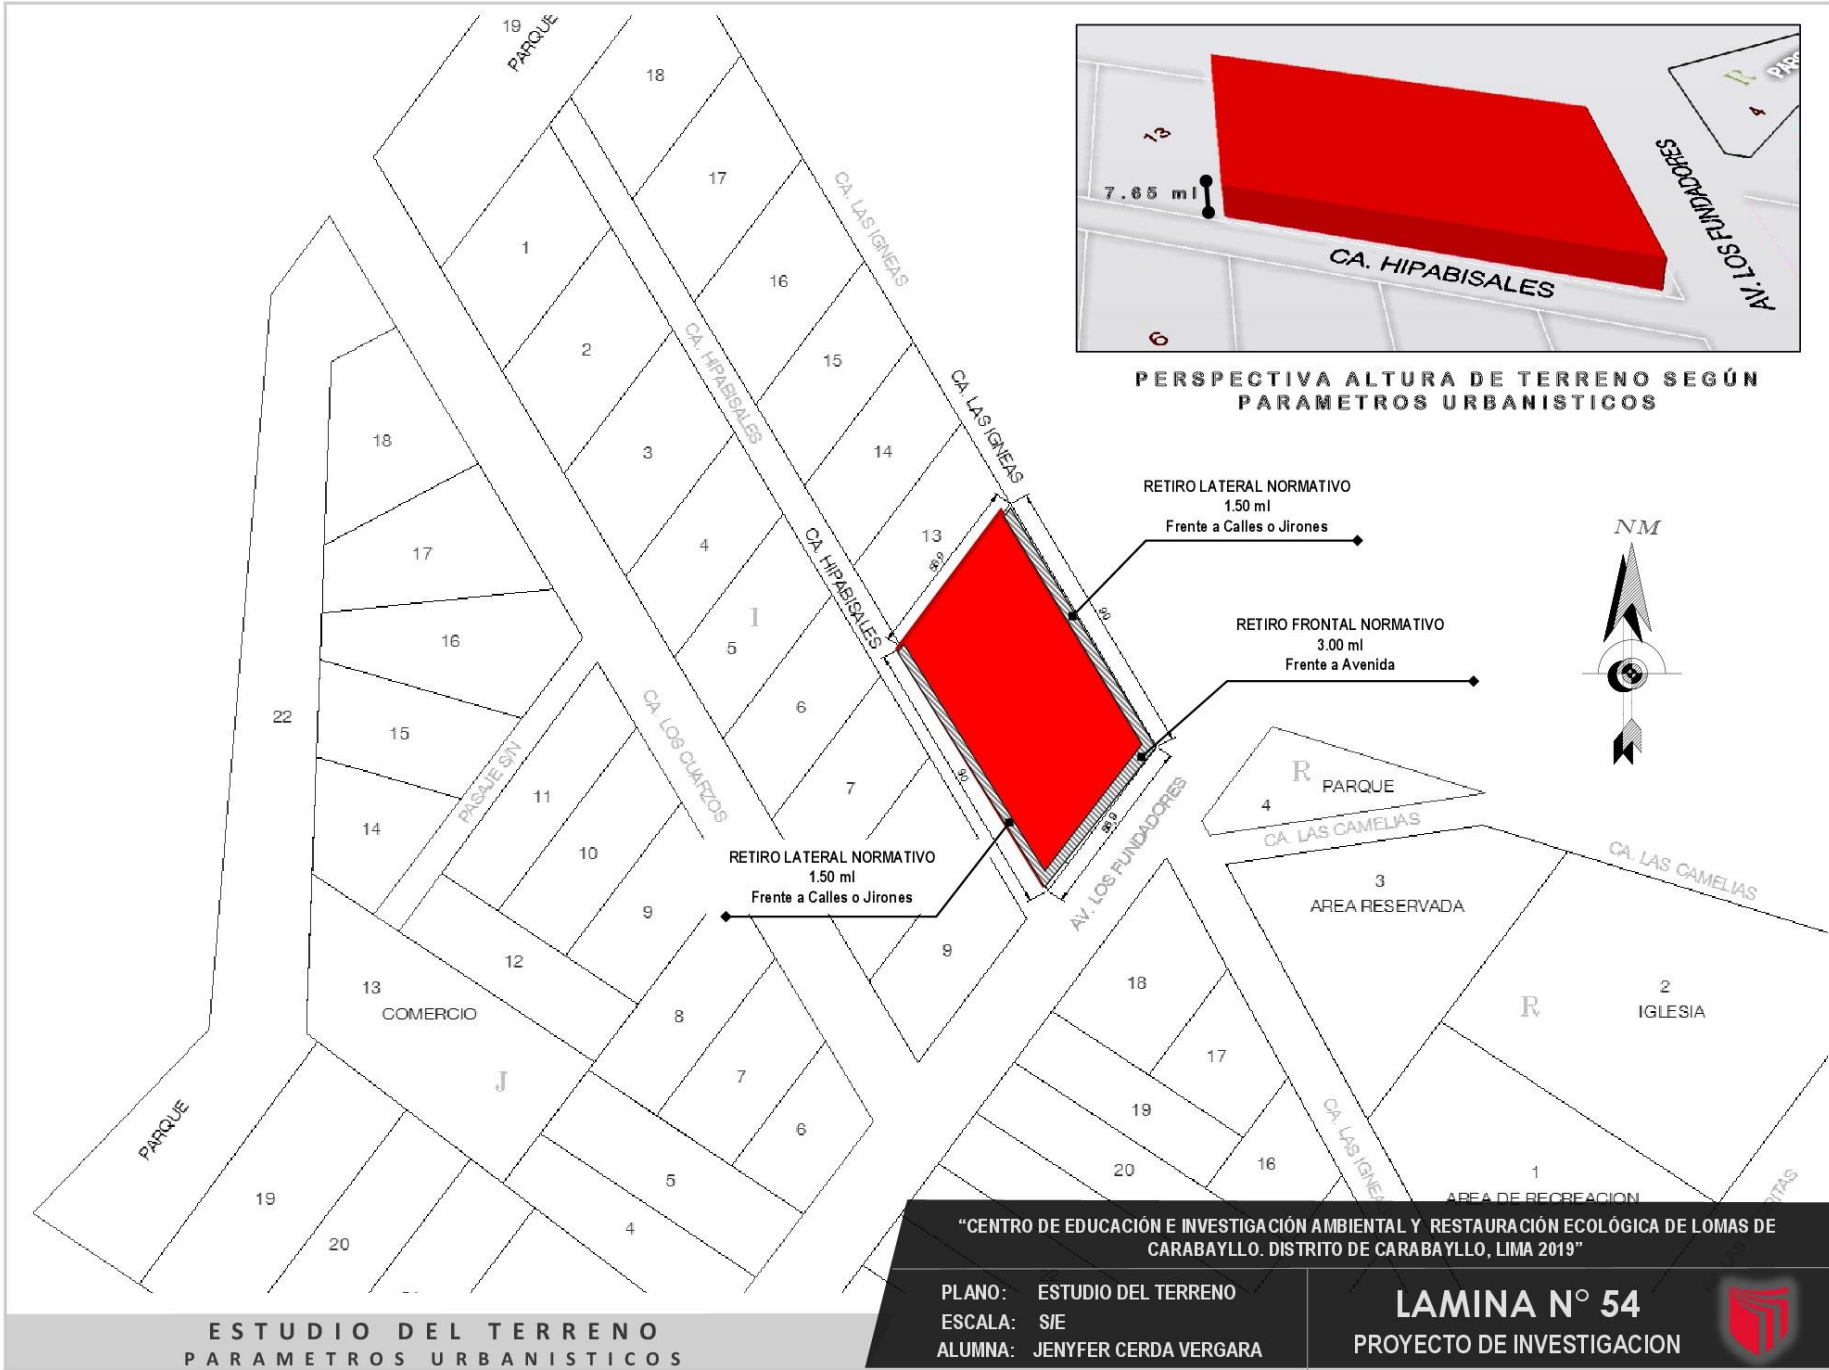 19
PARQUE
18
17
CA. LAS IGNEAS
1
16
2
CA. HIPABISALES
15
CA. LAS IGNEAS
18
3
14
17
4
CA. HIPABISALES
13
I
16
5
90
22
15
6
CA. LOS CUARZOS
PASAJE S/N
11
7
90
AV. LOS FUNDADORES
14
10
9
12
9
13
COMERCIO
8
J
7
PARQUE
6
19
5
20
4
R
PARQUE
4
CA. LAS CAMELIAS
CA. LAS CAMELIAS
3
AREA RESERVADA
18
2
IGLESIA
R
17
19
CA. LAS IGNEAS
20
16
1
AREA DE RECREACION
22
RETIRO LATERAL NORMATIVO
1.50 ml
Frente a Calles o Jirones
RETIRO FRONTAL NORMATIVO
3.00 ml
Frente a Avenida
RETIRO LATERAL NORMATIVO
1.50 ml
Frente a Calles o Jirones
NM
R
4
13
7.65 ml
AV. LOS FUNDADORES
CA. HIPABISALES
6
PERSPECTIVA ALTURA DE TERRENO SEGÚN
PARAMETROS URBANISTICOS
ESTUDIO DEL TERRENO
PARAMETROS URBANISTICOS
“CENTRO DE EDUCACIÓN E INVESTIGACIÓN AMBIENTAL Y RESTAURACIÓN ECOLÓGICA DE LOMAS DE
CARABAYLLO. DISTRITO DE CARABAYLLO, LIMA 2019”
PLANO: ESTUDIO DEL TERRENO
ESCALA: S/E
ALUMNA: JENYFER CERDA VERGARA
LAMINA N° 54
PROYECTO DE INVESTIGACION